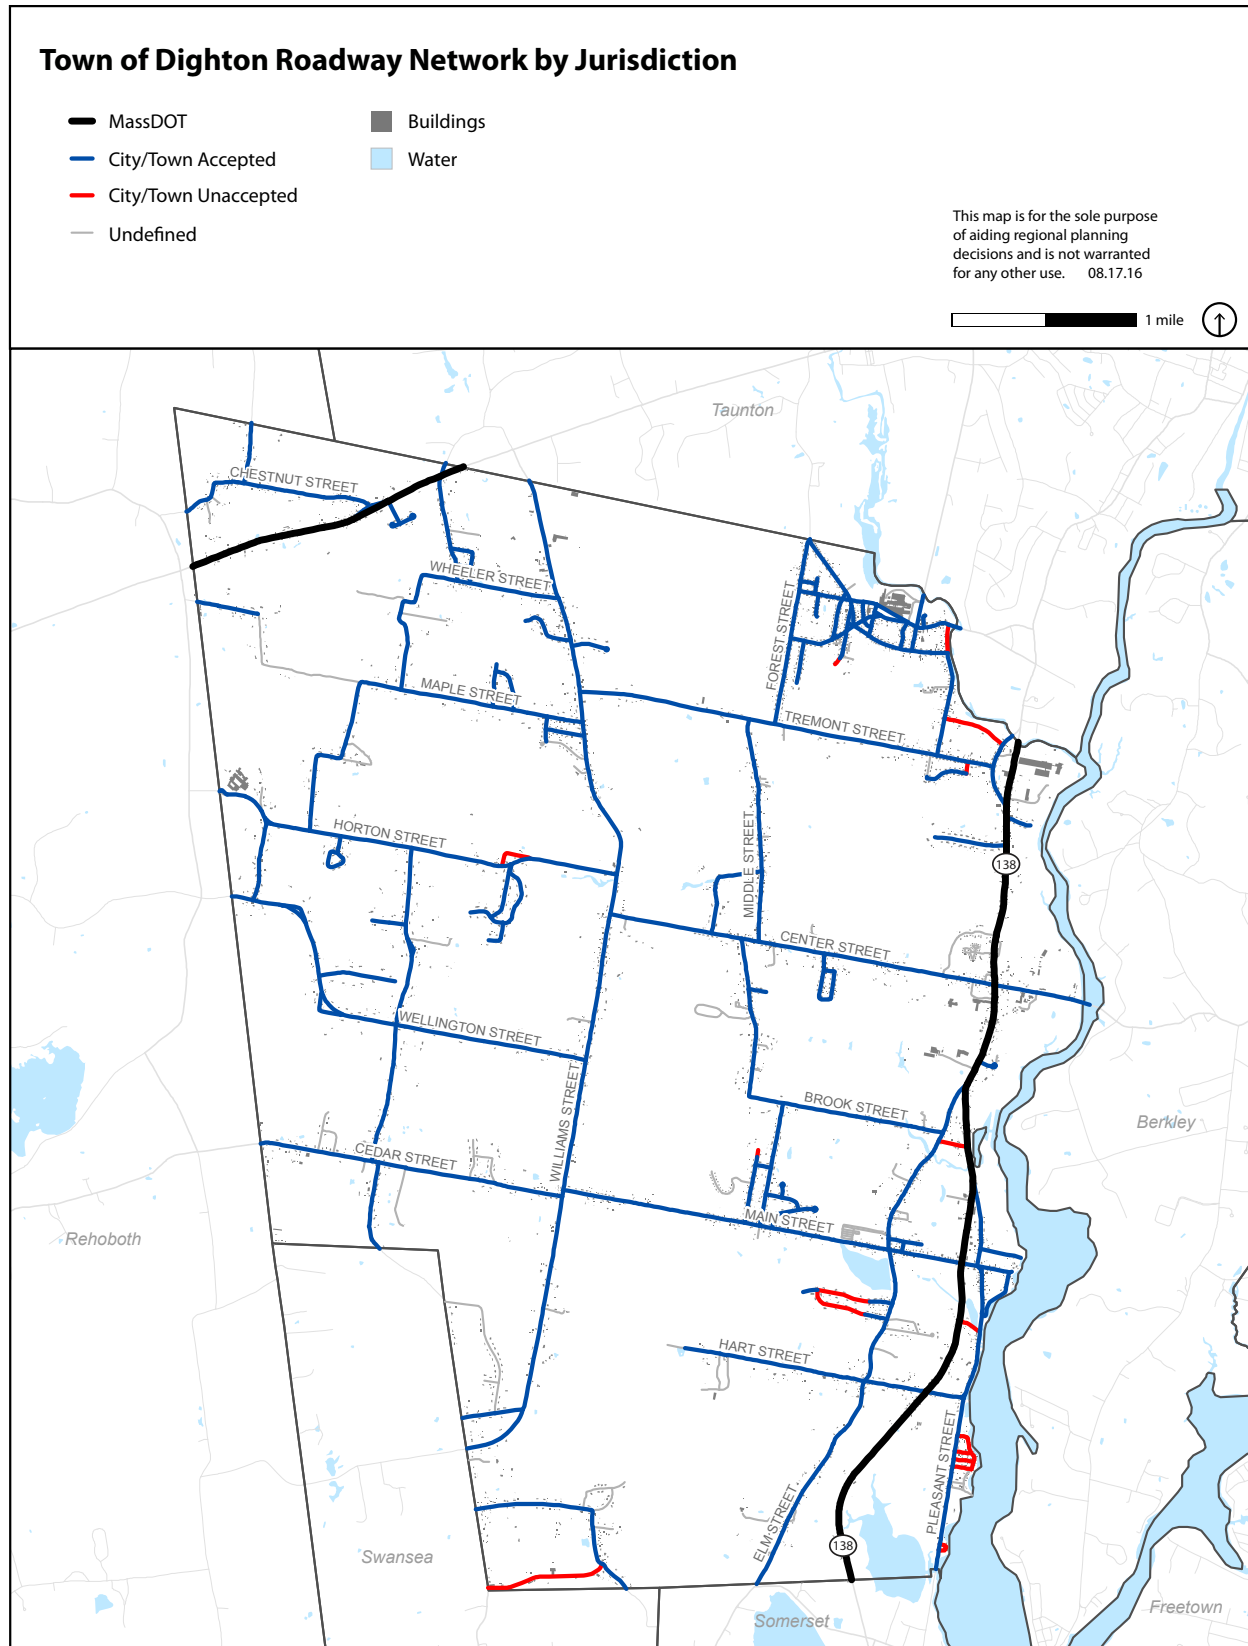 Town of Dighton Roadway Network by Jurisdiction
MassDOT
Buildings
City/Town Accepted
Water
City/Town Unaccepted
Undefined
This map is for the sole purpose
of aiding regional planning
decisions and is not warranted
for any other use. 08.17.16
1 mile
Taunton
CHESTNUT STREET
WHEELER STREET
FOREST STREET
MAPLE STREET
TREMONT STREET
HORTON STREET
MIDDLE STREET
138
CENTER STREET
WELLINGTON STREET
WILLIAMS STREET
BROOK STREET
Berkley
CEDAR STREET
MAIN STREET
Rehoboth
HART STREET
PLEASANT STREET
ELM STREET
138
Swansea
Somerset
Freetown